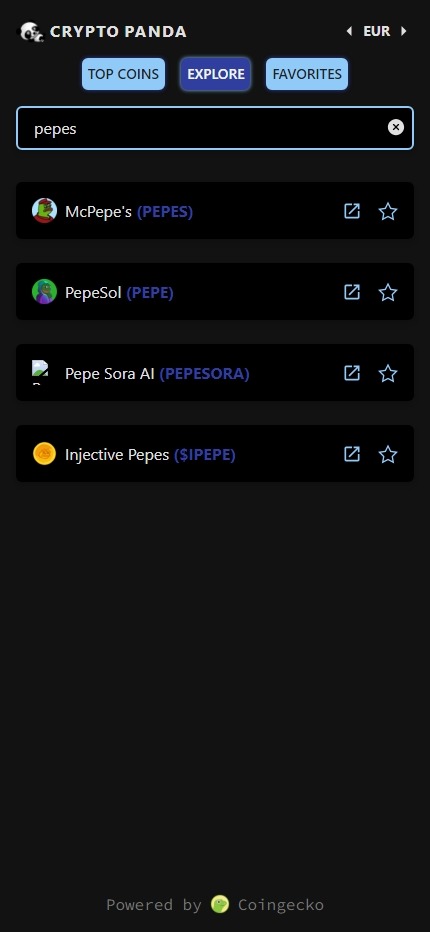 CRYPTO PANDA EUR
TOP COINS EXPLORE FAVORITES
pepes
McPepe's (PEPES)
PepeSol (PEPE)
Pepe Sora AI (PEPESORA)
Injective Pepes ($IPEPE)
Powered by Coingecko